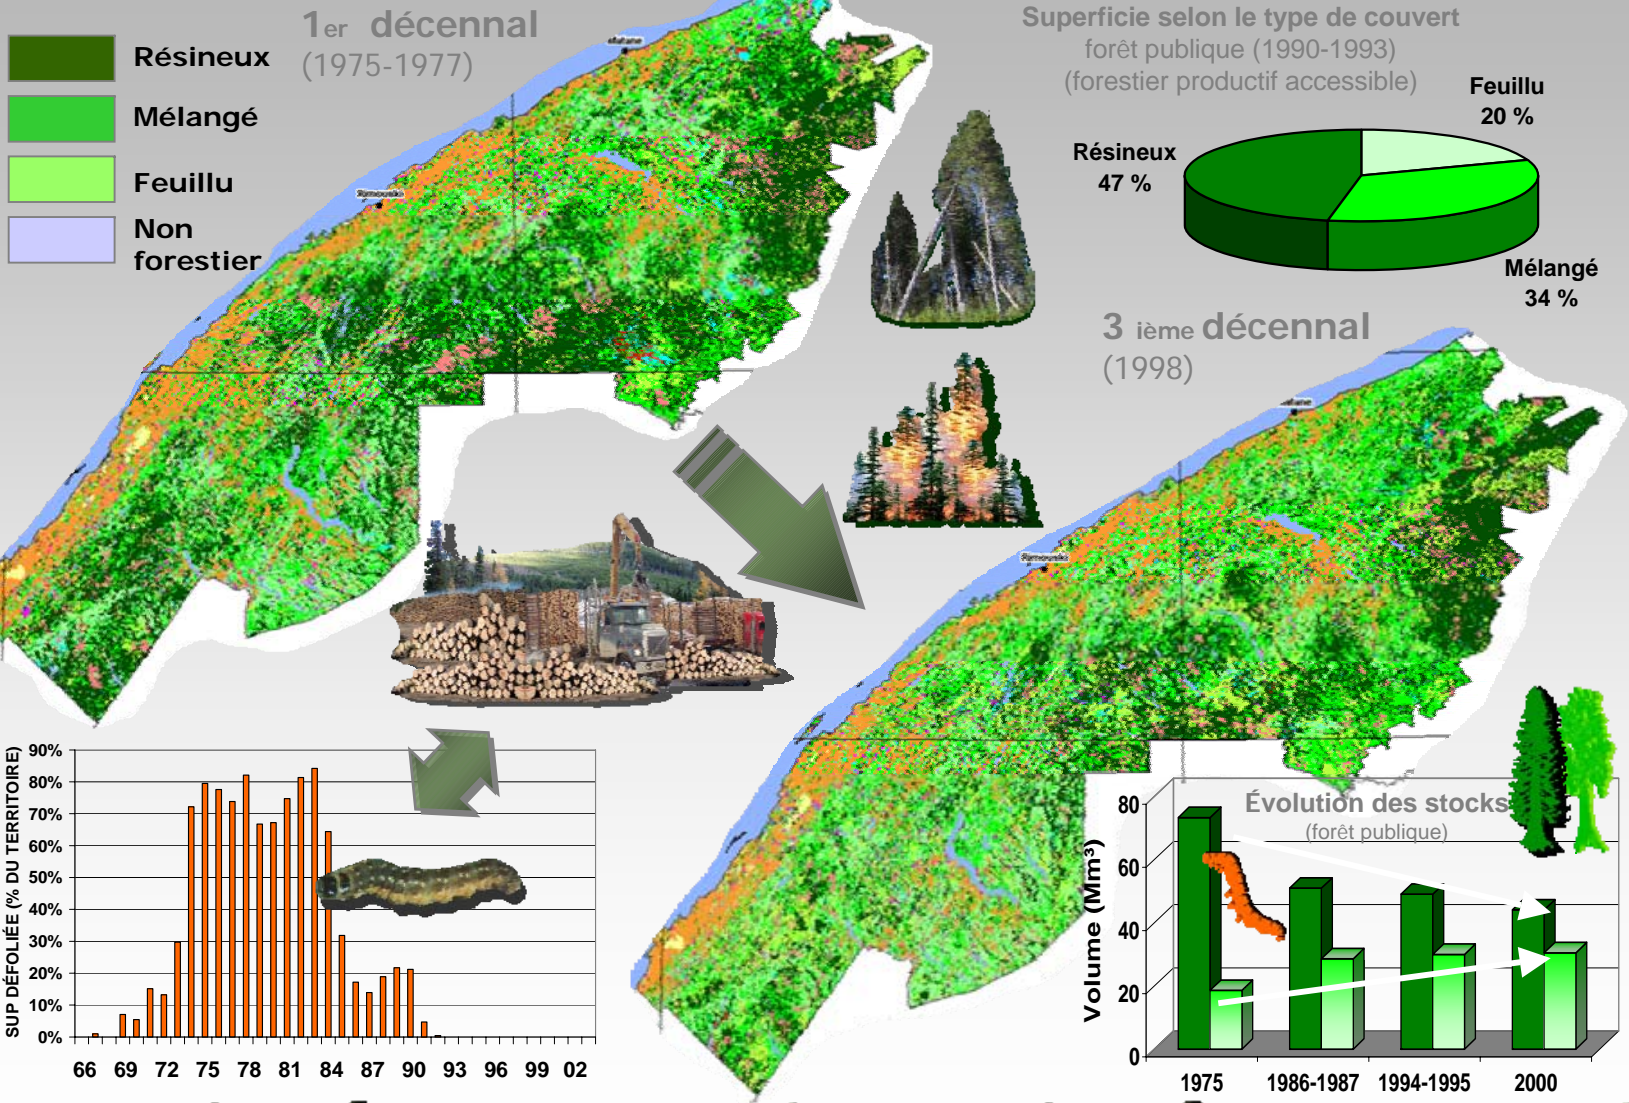 1er décennal
(1975-1977)
Résineux
Mélangé
Feuillu
Non
forestier
Rimouski
Superficie selon le type de couvert
forêt publique (1990-1993)
(forestier productif accessible)
Feuillu
20 %
Résineux
47 %
Mélangé
34 %
3 ième décennal
(1998)
Rimouski
SUP DÉFOLIÉE (% DU TERRITOIRE)
90%
80%
70%
60%
50%
40%
30%
20%
10%
0%
66 69 72 75 78 81 84 87 90 93 96 99 02
Évolution des stocks
(forêt publique)
Volume (Mm³)
80
60
40
20
0
1975 1986-1987 1994-1995 2000